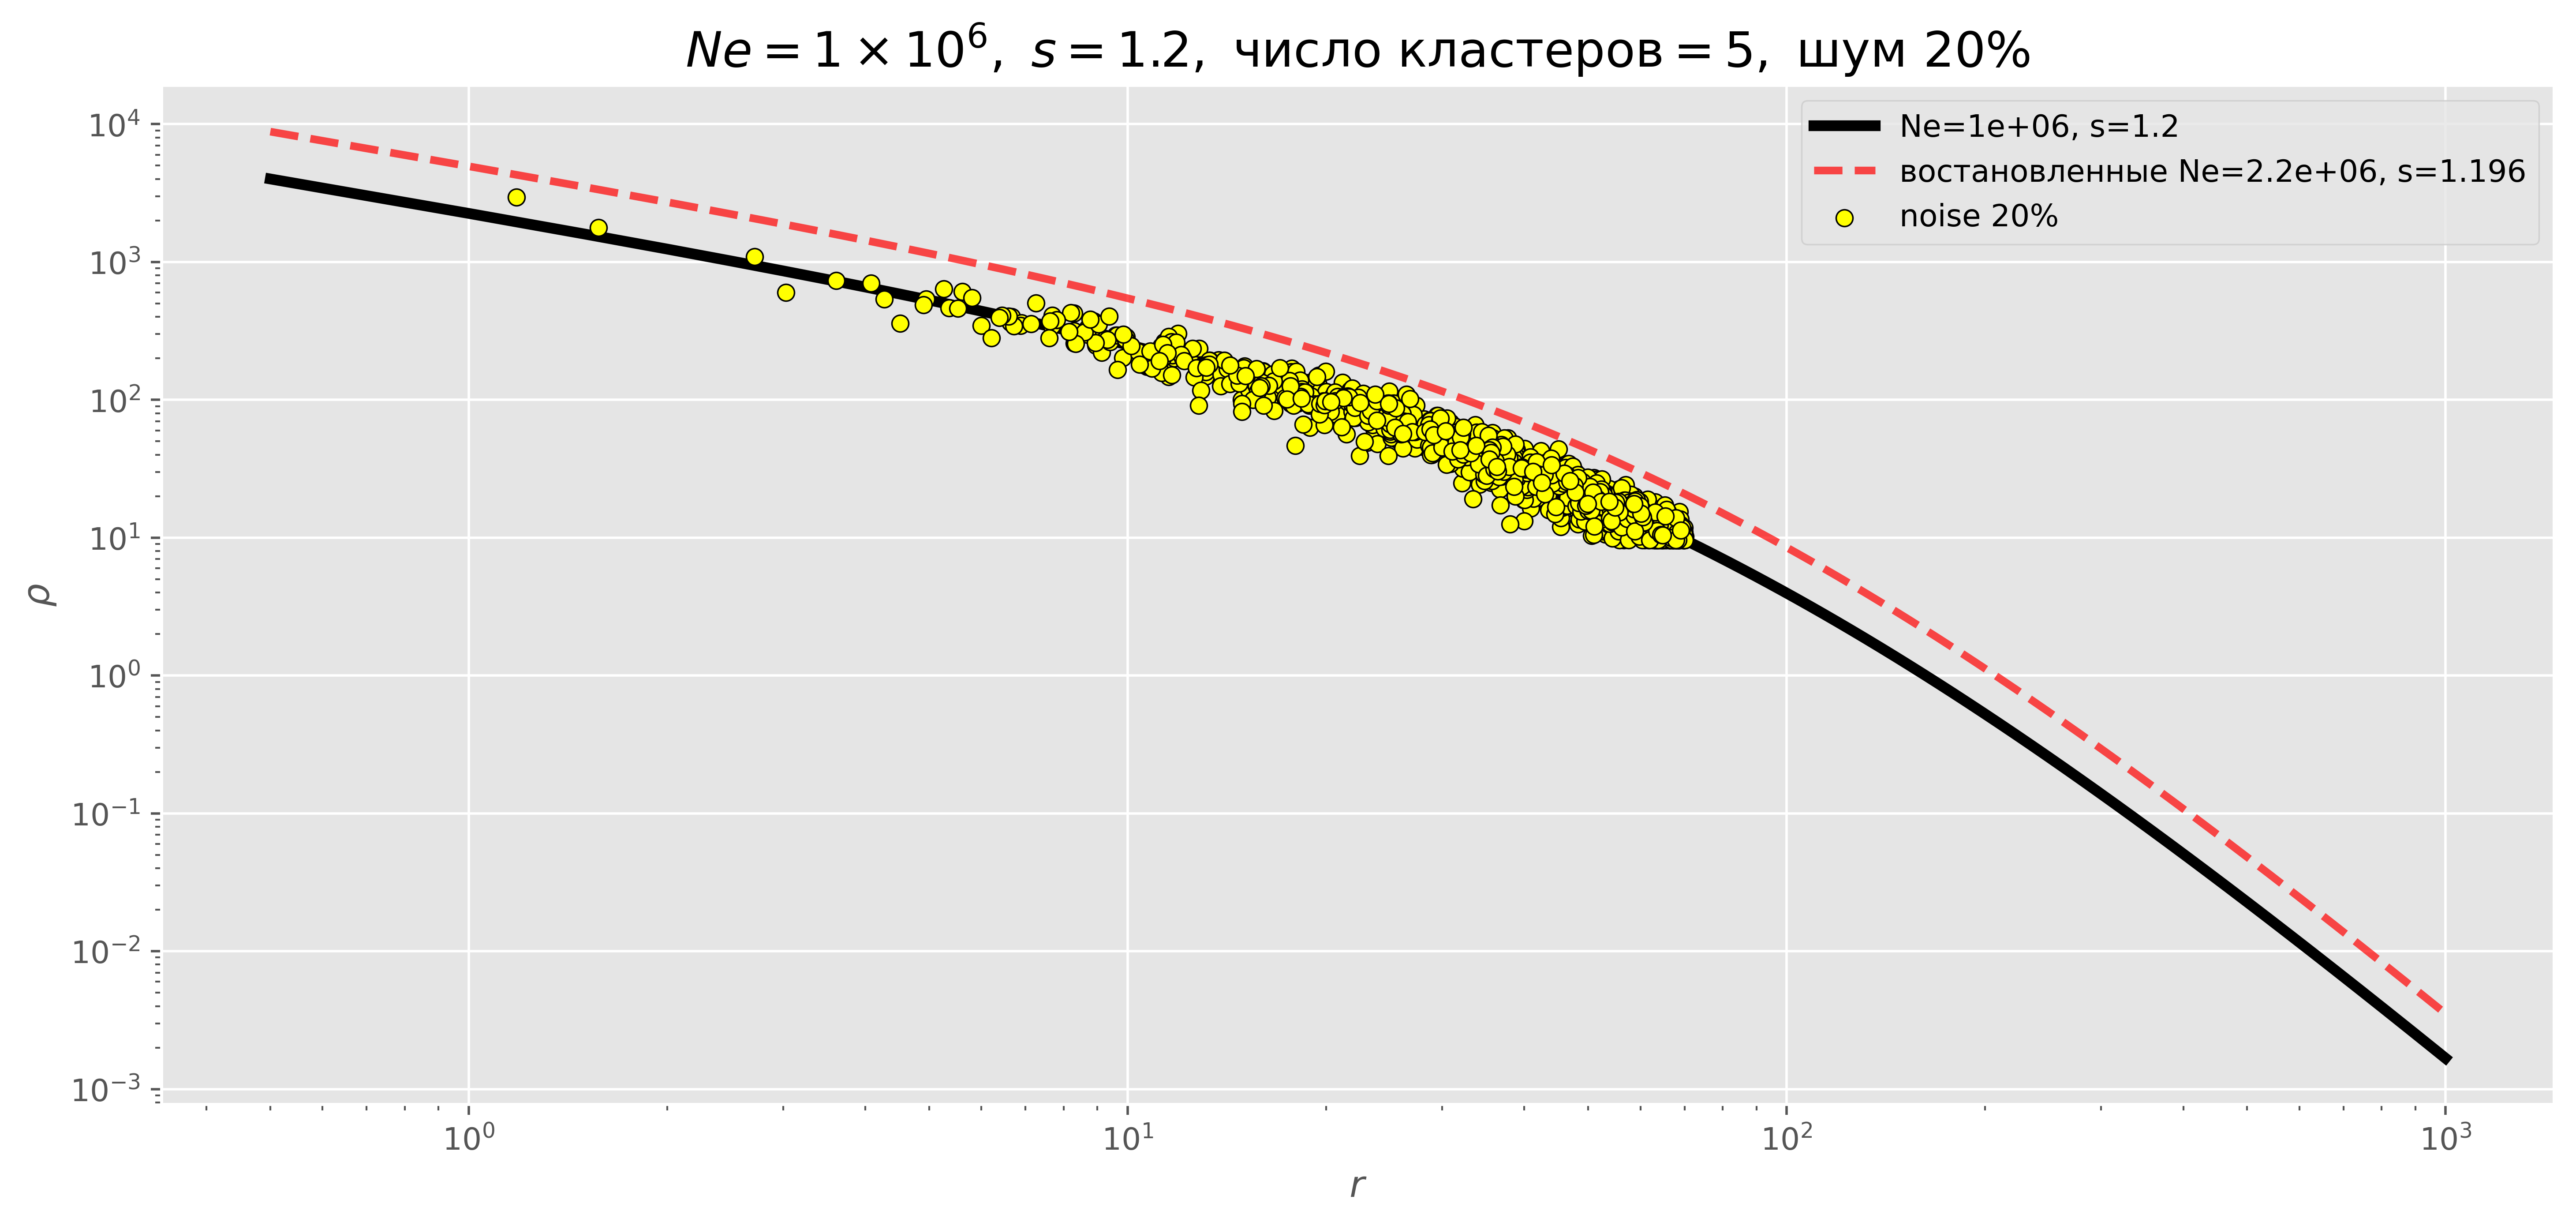 Ne = 1 × 10⁶, s = 1.2, число кластеров = 5, шум 20%
Ne=1e+06, s=1.2
востановленные Ne=2.2e+06, s=1.196
noise 20%
10⁴
10³
10²
10¹
10⁰
10⁻¹
10⁻²
10⁻³
ρ
10⁰ 10¹ 10² 10³
r